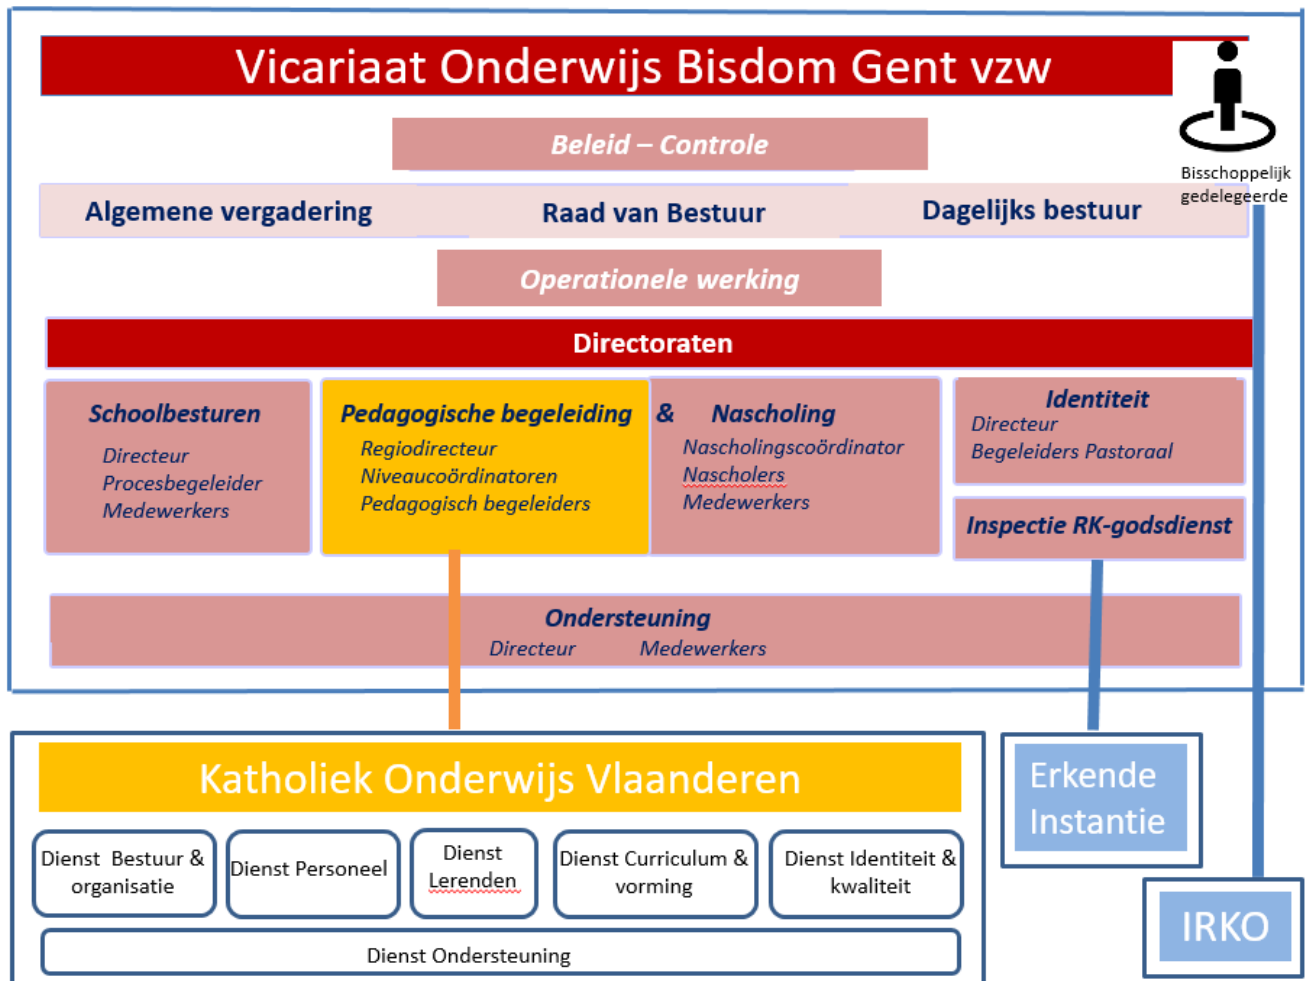 Vicariaat Onderwijs Bisdom Gent vzw
Bisschoppelijk
gedelegeerde
Beleid – Controle
Algemene vergadering
Raad van Bestuur
Dagelijks bestuur
Operationele werking
Directoraten
Schoolbesturen
Directeur
Procesbegeleider
Medewerkers
Pedagogische begeleiding & Nascholing
Regiodirecteur
Niveaucoördinatoren
Pedagogisch begeleiders
Nascholingscoördinator
Nascholers
Medewerkers
Identiteit
Directeur
Begeleiders Pastoraal
Inspectie RK-godsdienst
Ondersteuning
Directeur Medewerkers
Katholiek Onderwijs Vlaanderen
Dienst Bestuur &
organisatie
Dienst Personeel
Dienst
Lerenden
Dienst Curriculum &
vorming
Dienst Identiteit &
kwaliteit
Dienst Ondersteuning
Erkende
Instantie
IRKO